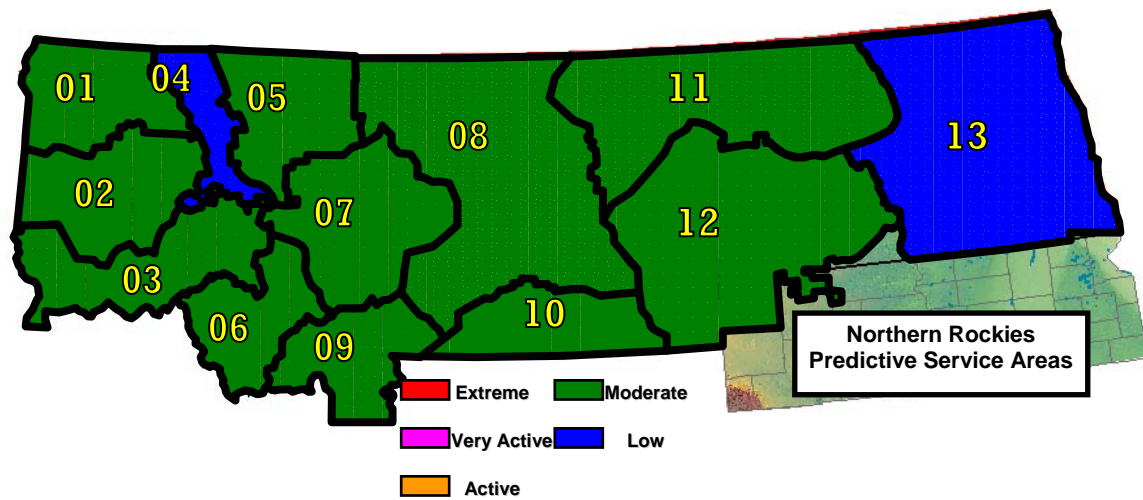 01
04
05
08
11
13
02
07
12
03
06
09
10
Northern Rockies
Predictive Service Areas
Extreme
Moderate
Very Active
Low
Active